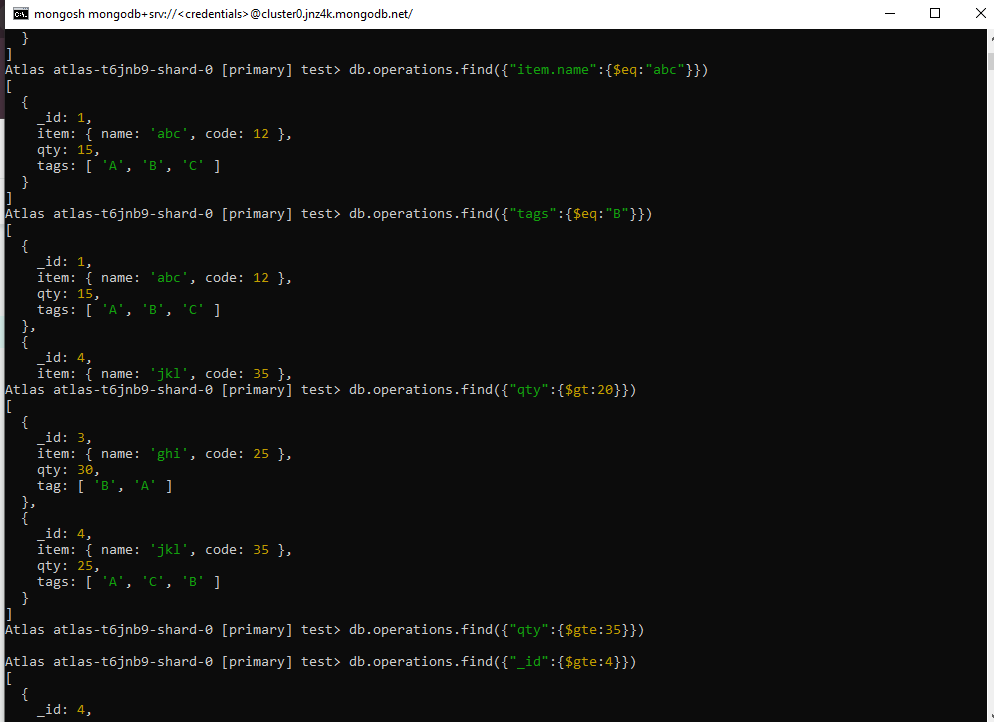 mongosh mongodb+srv://<credentials>@cluster0.jnz4k.mongodb.net/
  }
]
Atlas atlas-t6jnb9-shard-0 [primary] test> db.operations.find({"item.name":{$eq:"abc"}})
[
  {
    _id: 1,
    item: { name: 'abc', code: 12 },
    qty: 15,
    tags: [ 'A', 'B', 'C' ]
  }
]
Atlas atlas-t6jnb9-shard-0 [primary] test> db.operations.find({"tags":{$eq:"B"}})
[
  {
    _id: 1,
    item: { name: 'abc', code: 12 },
    qty: 15,
    tags: [ 'A', 'B', 'C' ]
  },
  {
    _id: 4,
    item: { name: 'jkl', code: 35 },
Atlas atlas-t6jnb9-shard-0 [primary] test> db.operations.find({"qty":{$gt:20}})
[
  {
    _id: 3,
    item: { name: 'ghi', code: 25 },
    qty: 30,
    tag: [ 'B', 'A' ]
  },
  {
    _id: 4,
    item: { name: 'jkl', code: 35 },
    qty: 25,
    tags: [ 'A', 'C', 'B' ]
  }
]
Atlas atlas-t6jnb9-shard-0 [primary] test> db.operations.find({"qty":{$gte:35}})
Atlas atlas-t6jnb9-shard-0 [primary] test> db.operations.find({"_id":{$gte:4}})
[
  {
    _id: 4,